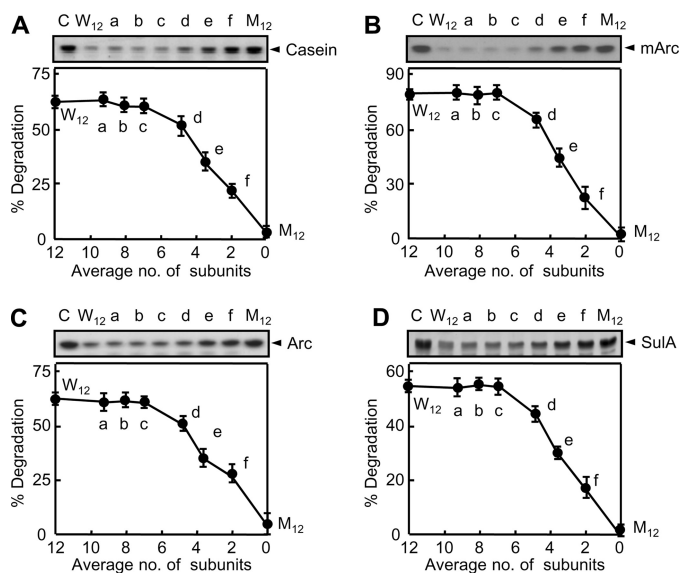 A
C W12 a b c d e f M12
Casein
75
50
25
0
% Degradation
W12
a
b
c
d
e
f
M12
12 10 8 6 4 2 0
Average no. of subunits
B
C W12 a b c d e f M12
mArc
90
60
30
0
% Degradation
W12
a
b
c
d
e
f
M12
12 10 8 6 4 2 0
Average no. of subunits
C
C W12 a b c d e f M12
Arc
75
50
25
0
% Degradation
W12
a
b
c
d
e
f
M12
12 10 8 6 4 2 0
Average no. of subunits
D
C W12 a b c d e f M12
SulA
60
40
20
0
% Degradation
W12
a
b
c
d
e
f
M12
12 10 8 6 4 2 0
Average no. of subunits